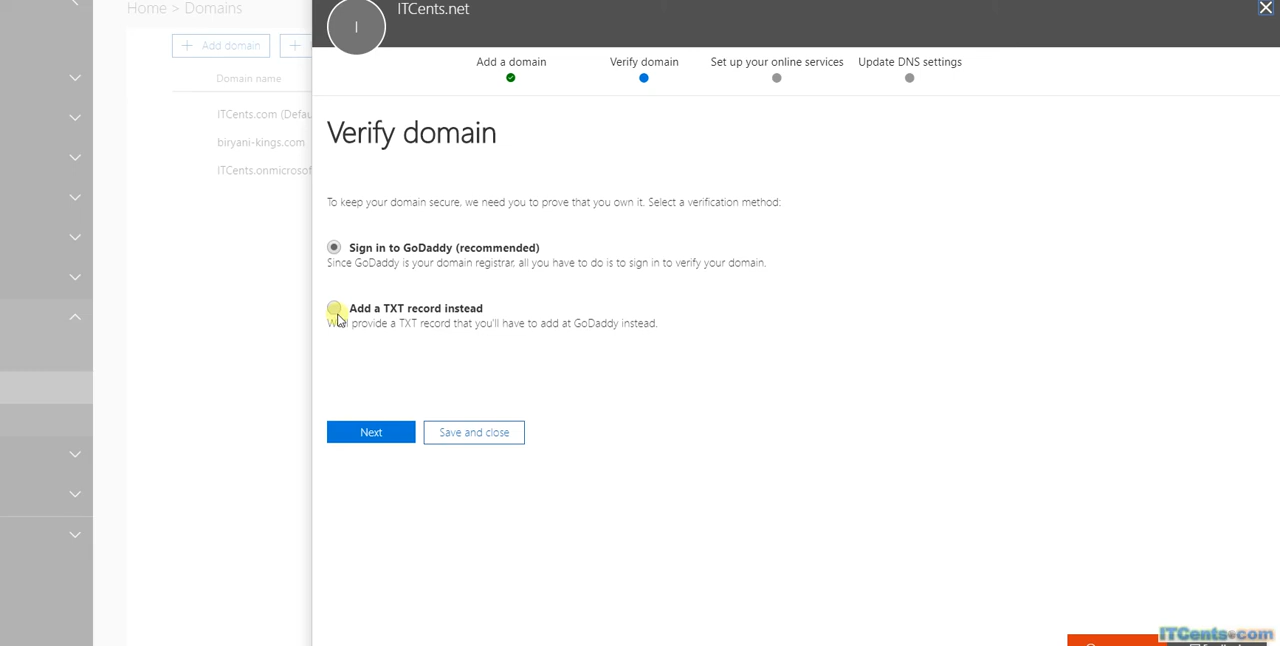 Home > Domains
Add domain
Domain name
ITCents.com (Defau
biryani-kings.com
ITCents.onmicrosof
I
ITCents.net
Add a domain
Verify domain
Set up your online services
Update DNS settings
Verify domain
To keep your domain secure, we need you to prove that you own it. Select a verification method:
Sign in to GoDaddy (recommended)
Since GoDaddy is your domain registrar, all you have to do is to sign in to verify your domain.
Add a TXT record instead
We'll provide a TXT record that you'll have to add at GoDaddy instead.
Next
Save and close
ITCents.com